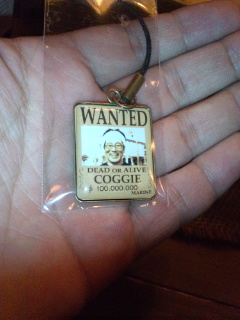 WANTED
DEAD OR ALIVE
COGGIE
$ 100.000.000
MARINE